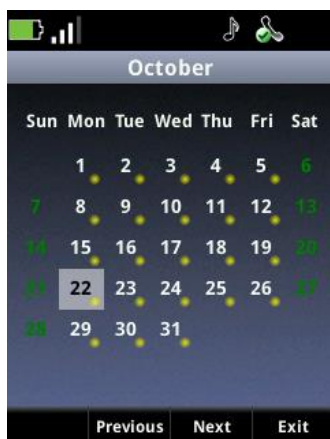 October
Sun Mon Tue Wed Thu Fri Sat
1 2 3 4 5 6
7 8 9 10 11 12 13
14 15 16 17 18 19 20
21 22 23 24 25 26 27
28 29 30 31
Previous Next Exit